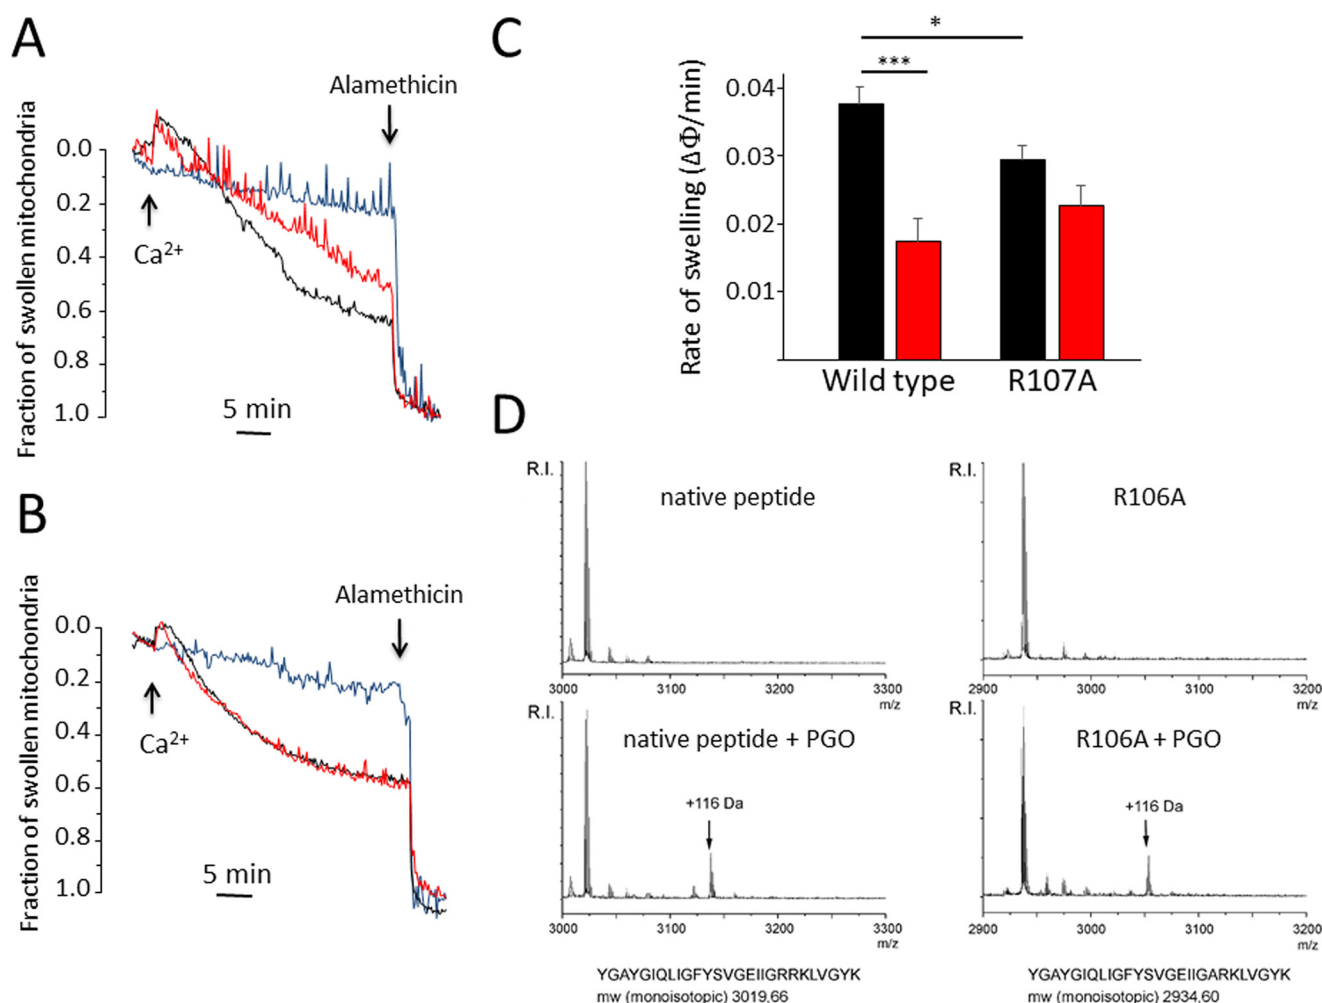 A
Alamethicin
Fraction of swollen mitochondria
0.0
0.2
0.4
0.6
0.8
1.0
Ca2+
5 min
B
Alamethicin
Fraction of swollen mitochondria
0.0
0.2
0.4
0.6
0.8
1.0
Ca2+
5 min
C
*
***
Rate of swelling (ΔΦ/min)
0.04
0.03
0.02
0.01
Wild type
R107A
D
R.I.
native peptide
3000
3100
3200
3300
m/z
R.I.
R106A
2900
3000
3100
3200
m/z
R.I.
native peptide + PGO
+116 Da
3000
3100
3200
3300
m/z
YGAYGIQLIGFYSVGEIIGRRKLVGYK
mw (monoisotopic) 3019.66
R.I.
R106A + PGO
+116 Da
2900
3000
3100
3200
m/z
YGAYGIQLIGFYSVGEIIGARKLVGYK
mw (monoisotopic) 2934.60